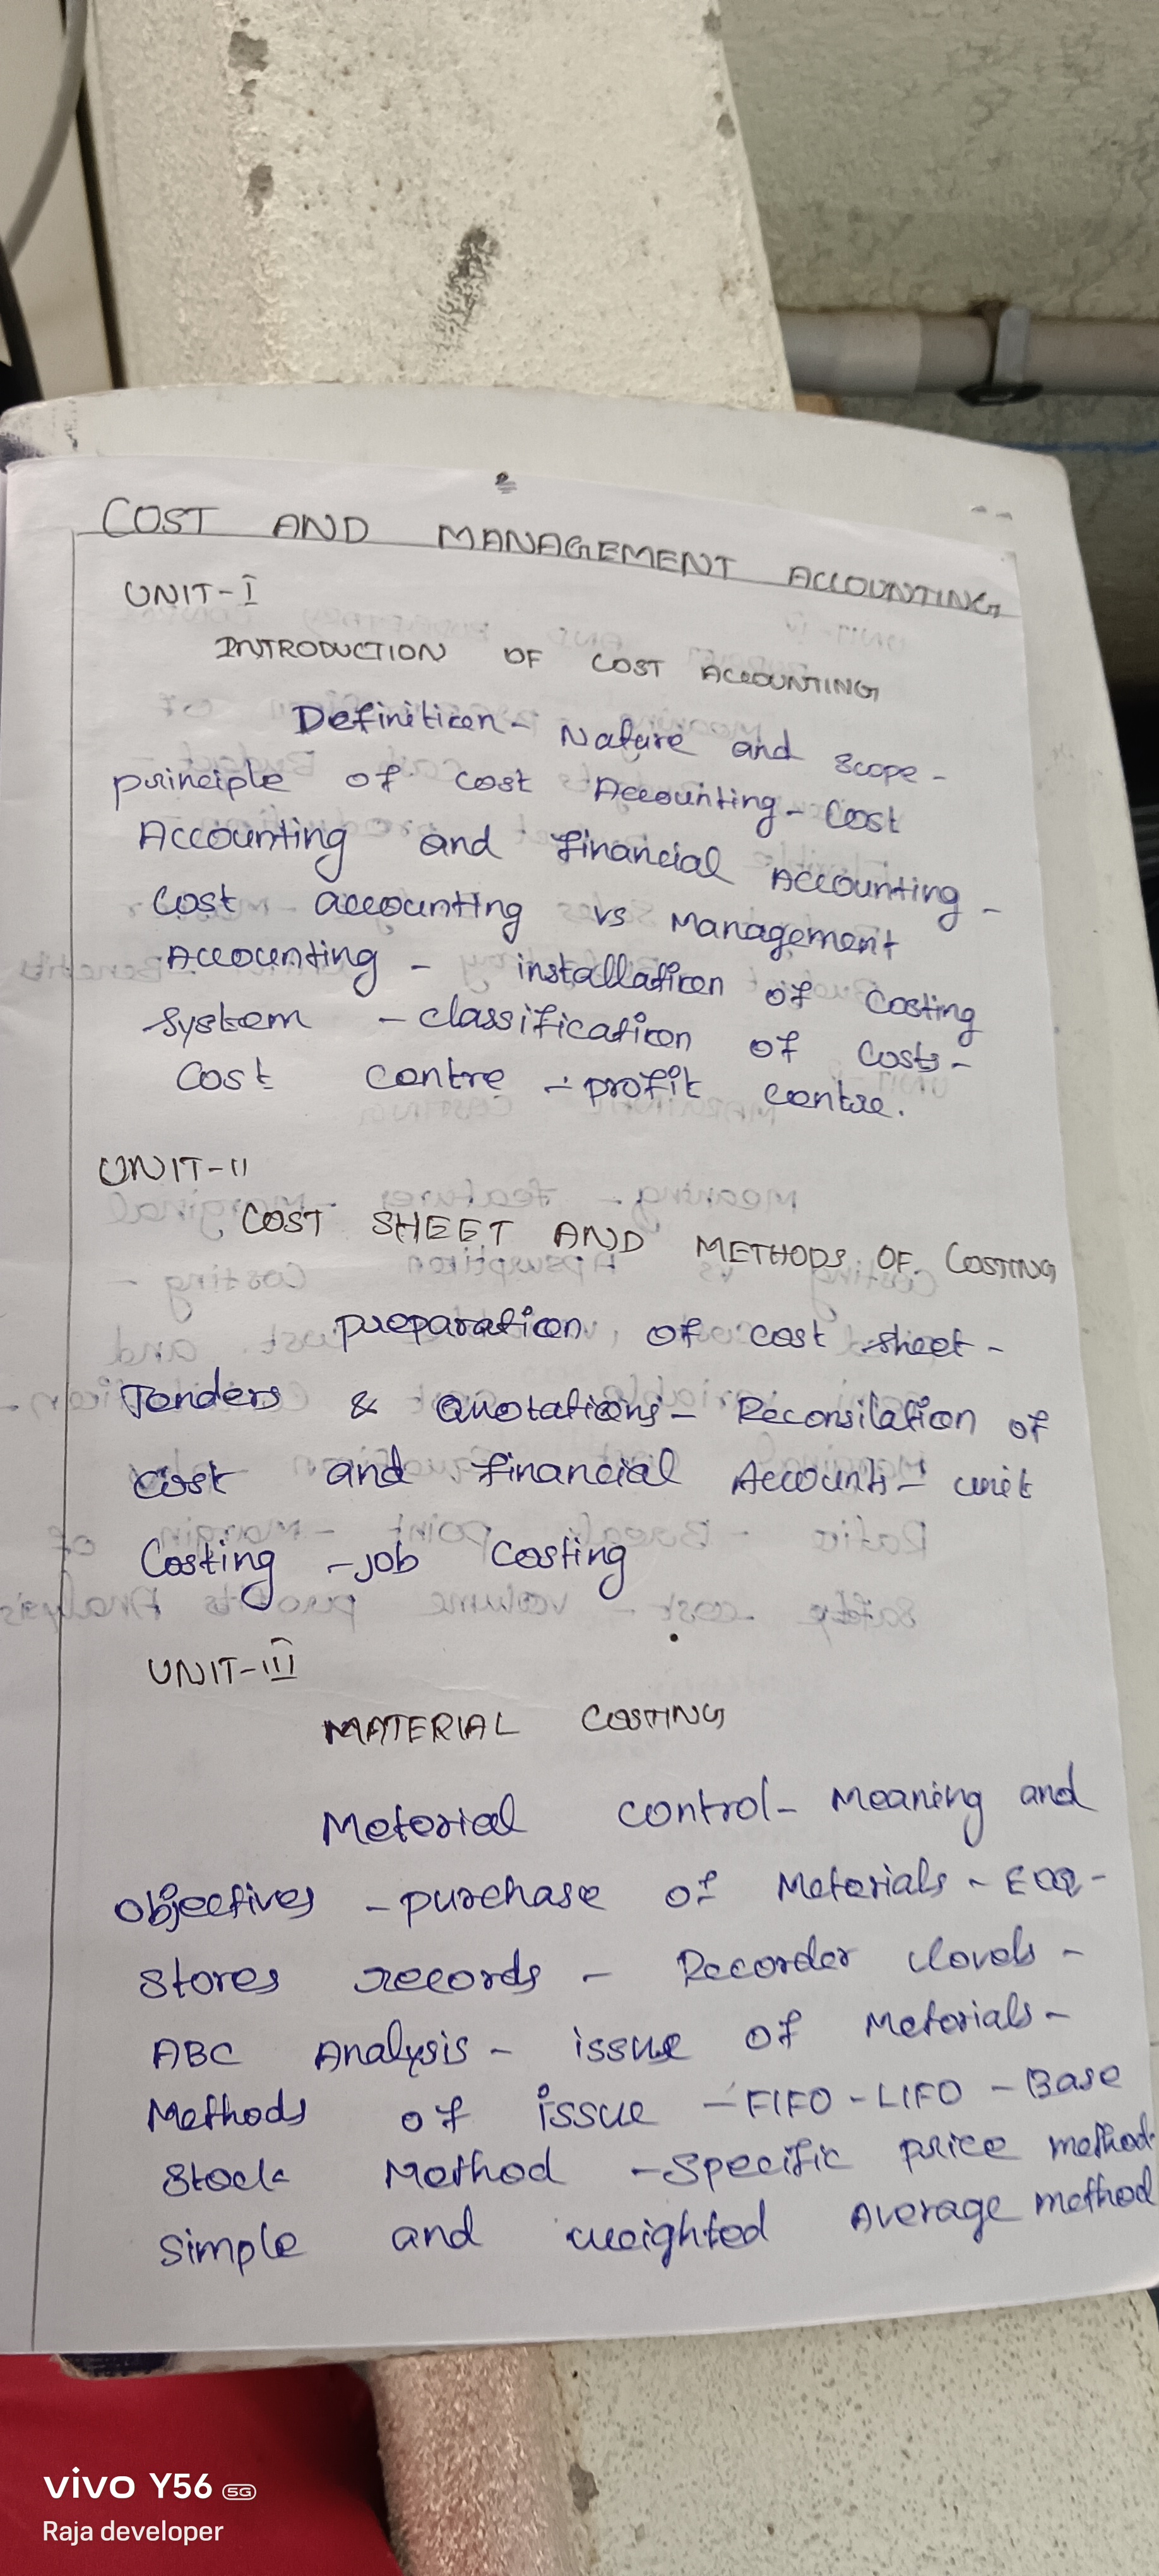 COST AND MANAGEMENT ACCOUNTING
UNIT-I
INTRODUCTION OF COST ACCOUNTING
Definition - Nature and Scope -
principle of cost Accounting - Cost
Accounting and Financial Accounting -
Cost accounting vs Management
Accounting - installation of Costing
System - classification of Costs -
Cost centre - profit centre.
UNIT-II
COST SHEET AND METHODS OF COSTING
preparation of cost sheet -
Tenders & Quotations - Reconsilation of
Cost and Financial Accounts - unit
Costing - job Costing
UNIT-III
MATERIAL COSTING
Meterial control - Meaning and
Objectives - purchase of Meterials - EOQ -
Stores records - Recorder levels -
ABC Analysis - issue of Meterials -
Methods of issue - FIFO - LIFO - Base
Stock Method - Specific price method
Simple and weighted Average method
vivo Y56 5G
Raja developer